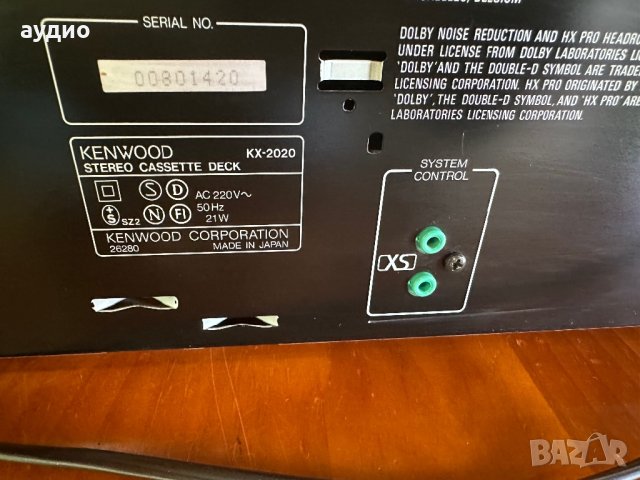 аудио
SERIAL NO.
00801420
DOLBY NOISE REDUCTION AND HX PRO HEADRO
UNDER LICENSE FROM DOLBY LABORATORIES LI
'DOLBY' AND THE DOUBLE-D SYMBOL ARE TRADE
LICENSING CORPORATION. HX PRO ORIGINATED BY
'DOLBY', THE DOUBLE-D SYMBOL, AND 'HX PRO' ARE
LABORATORIES LICENSING CORPORATION.
KENWOOD KX-2020
STEREO CASSETTE DECK
S D AC 220V~
50Hz
S SZ2 N FI 21W
KENWOOD CORPORATION
26280 MADE IN JAPAN
SYSTEM
CONTROL
XS
BAZAR